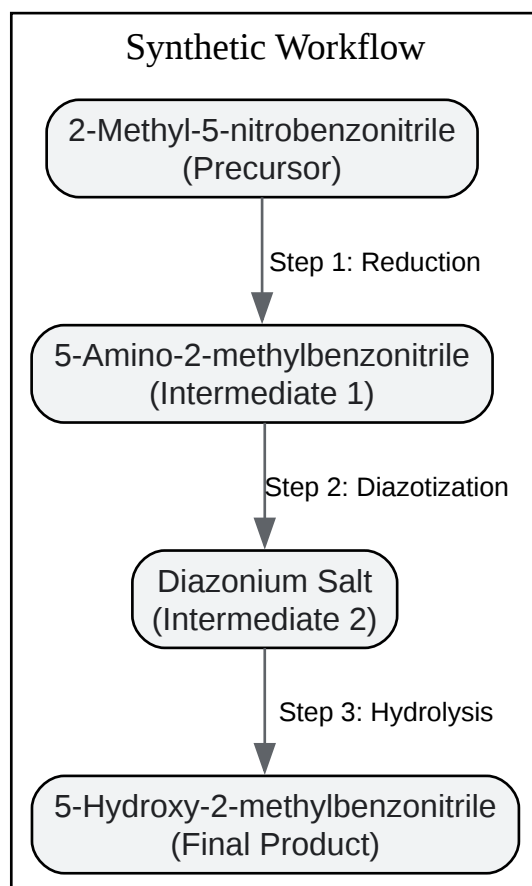 Synthetic Workflow
2-Methyl-5-nitrobenzonitrile
(Precursor)
Step 1: Reduction
5-Amino-2-methylbenzonitrile
(Intermediate 1)
Step 2: Diazotization
Diazonium Salt
(Intermediate 2)
Step 3: Hydrolysis
5-Hydroxy-2-methylbenzonitrile
(Final Product)